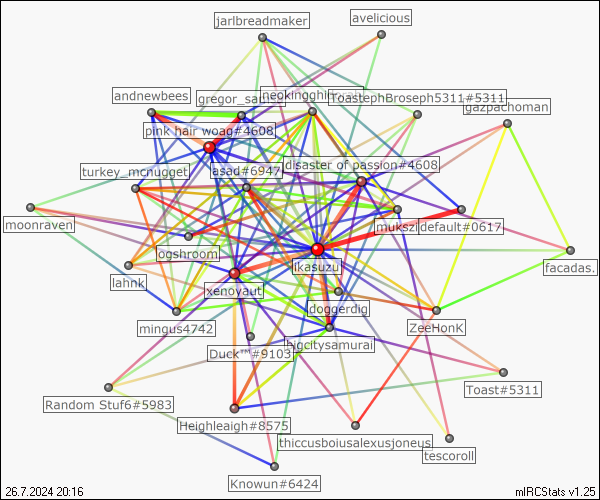 jarlbreadmaker
avelicious
andnewbees
gregor_sa
neokingghi
ToastephBroseph5311#5311
gazpachoman
pink hair woag#4608
turkey_mcnugget
asad#6947
disaster of passion#4608
moonraven
mukszidefault#0617
ogshroom
ikasuzu
lahnk
xenoyaut
facadas.
doggerdig
mingus4742
ZeeHonK
bigcitysamurai
Duck™#9103
Toast#5311
Random Stuf6#5983
Heighleaigh#8575
thiccusboiusalexusjoneus
tescoroll
Knowun#6424
26.7.2024 20:16
mIRCStats v1.25